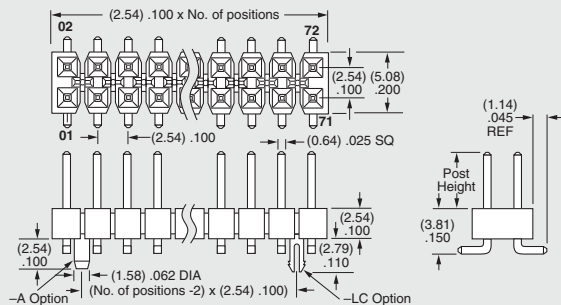 (2.54) .100 x No. of positions
02
72
(2.54)
.100
(5.08)
.200
01
(2.54) .100
71
(0.64) .025 SQ
(1.14)
.045
REF
Post
Height
(3.81)
.150
(2.54)
.100
(2.54)
.100
(2.79)
.110
(1.58) .062 DIA
–A Option
(No. of positions -2) x (2.54) .100)
–LC Option